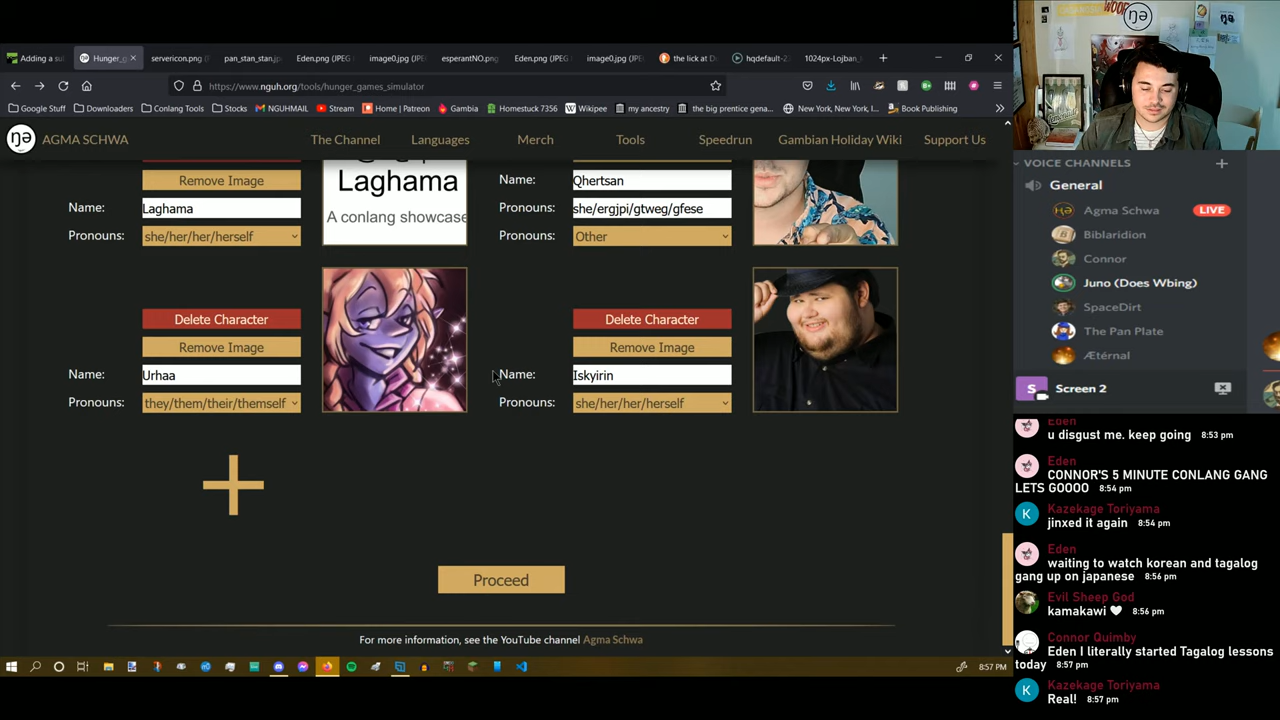 Adding a su
Hunger_g
servericon.png (
pan_stan_stan.jp
Eden.png (JPEG I
image0.jpg (JPEG
esperantNO.png
Eden.png (JPEG I
image0.jpg (JPEG
the lick at D
hqdefault-2
1024px-Lojban_
https://www.nguh.org/tools/hunger_games_simulator
Google Stuff
Downloaders
Conlang Tools
Stocks
NGUHMAIL
Stream
Home | Patreon
Gambia
Homestuck 7356
Wikipee
my ancestry
the big prestige gena...
New York, New York, ...
Book Publishing
ŋə
AGMA SCHWA
The Channel
Languages
Merch
Tools
Speedrun
Gambian Holiday Wiki
Support Us
Remove Image
Name:
Laghama
Pronouns:
she/her/her/herself
Laghama
A conlang showcase
Name:
Qhertsan
Pronouns:
she/ergjpi/gtweg/gfese
Pronouns:
Other
Delete Character
Remove Image
Name:
Urhaa
Pronouns:
they/them/their/themself
Delete Character
Remove Image
Name:
Iskyirin
Pronouns:
she/her/her/herself
Proceed
For more information, see the YouTube channel Agma Schwa
8:57 PM
ŋə
VOICE CHANNELS
General
Agma Schwa
LIVE
Biblaridion
Connor
Juno (Does Wbing)
SpaceDirt
The Pan Plate
Ætérnal
S
Screen 2
Eden
u disgust me. keep going 8:53 pm
Eden
CONNOR'S 5 MINUTE CONLANG GANG
LETS GOOOO 8:54 pm
K
Kazekage Toriyama
jinxed it again 8:54 pm
Eden
waiting to watch korean and tagalog
gang up on japanese 8:56 pm
Evil Sheep God
kamakawi ♥ 8:56 pm
Connor Quimby
Eden I literally started Tagalog lessons
today 8:57 pm
K
Kazekage Toriyama
Real! 8:57 pm